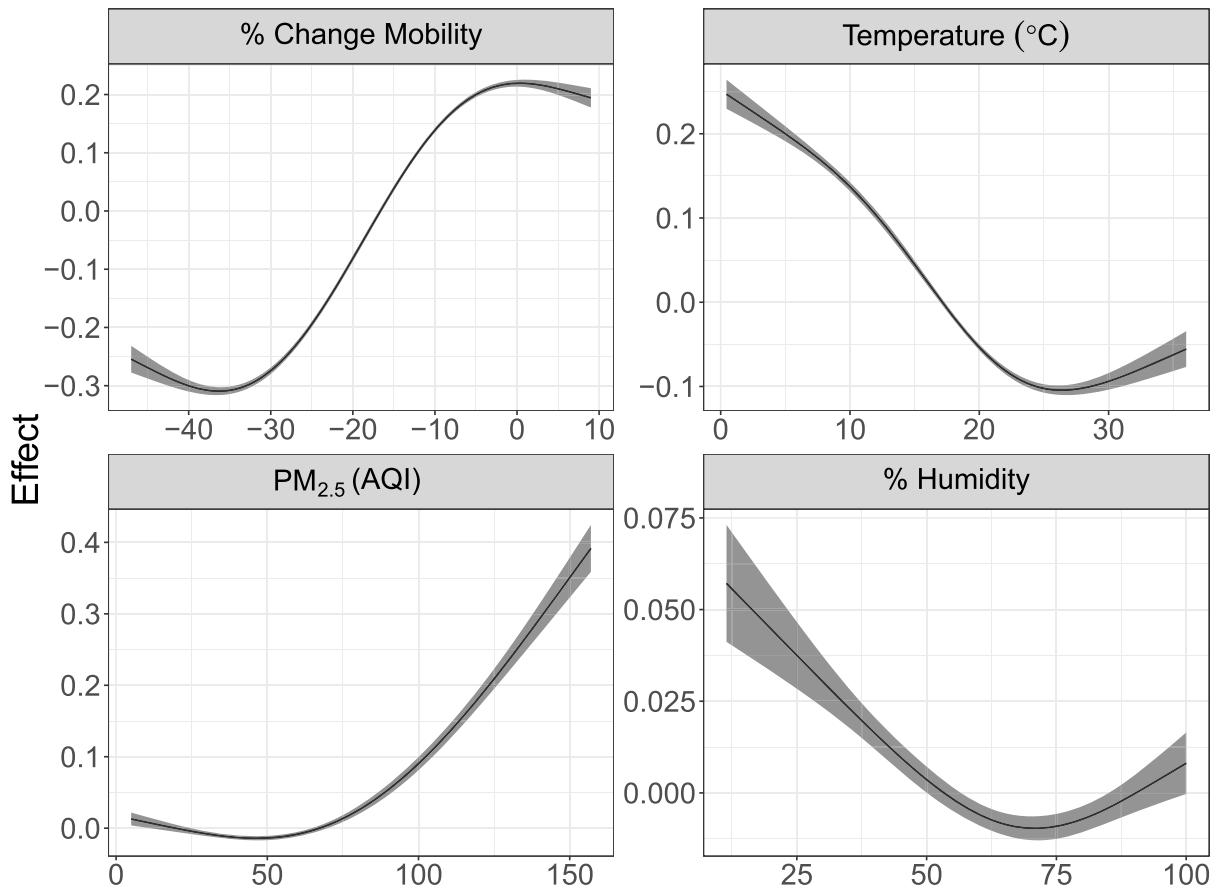 % Change Mobility
Temperature (°C)
0.2
0.1
0.0
−0.1
−0.2
−0.3
−40 −30 −20 −10 0 10
0.2
0.1
0.0
−0.1
0 10 20 30
Effect
PM2.5 (AQI)
% Humidity
0.4
0.3
0.2
0.1
0.0
0 50 100 150
0.075
0.050
0.025
0.000
25 50 75 100